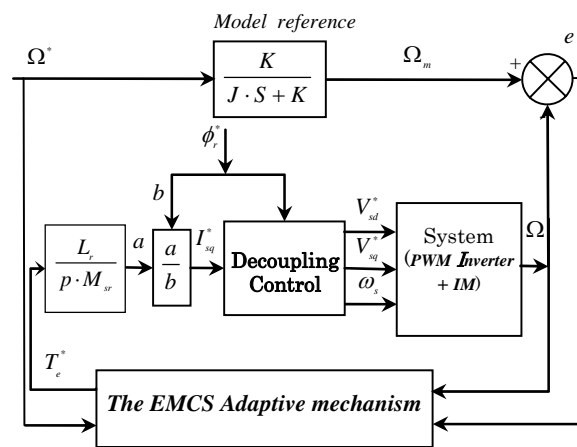 Model reference
Ω*
K
J · S + K
Ω_m
+
e
-
ϕ_r*
b
L_r
p · M_sr
a
a
b
I_sq*
Decoupling
Control
V_sd*
V_sq*
ω_s
System
(PWM Inverter
+ IM)
Ω
T_e*
The EMCS Adaptive mechanism